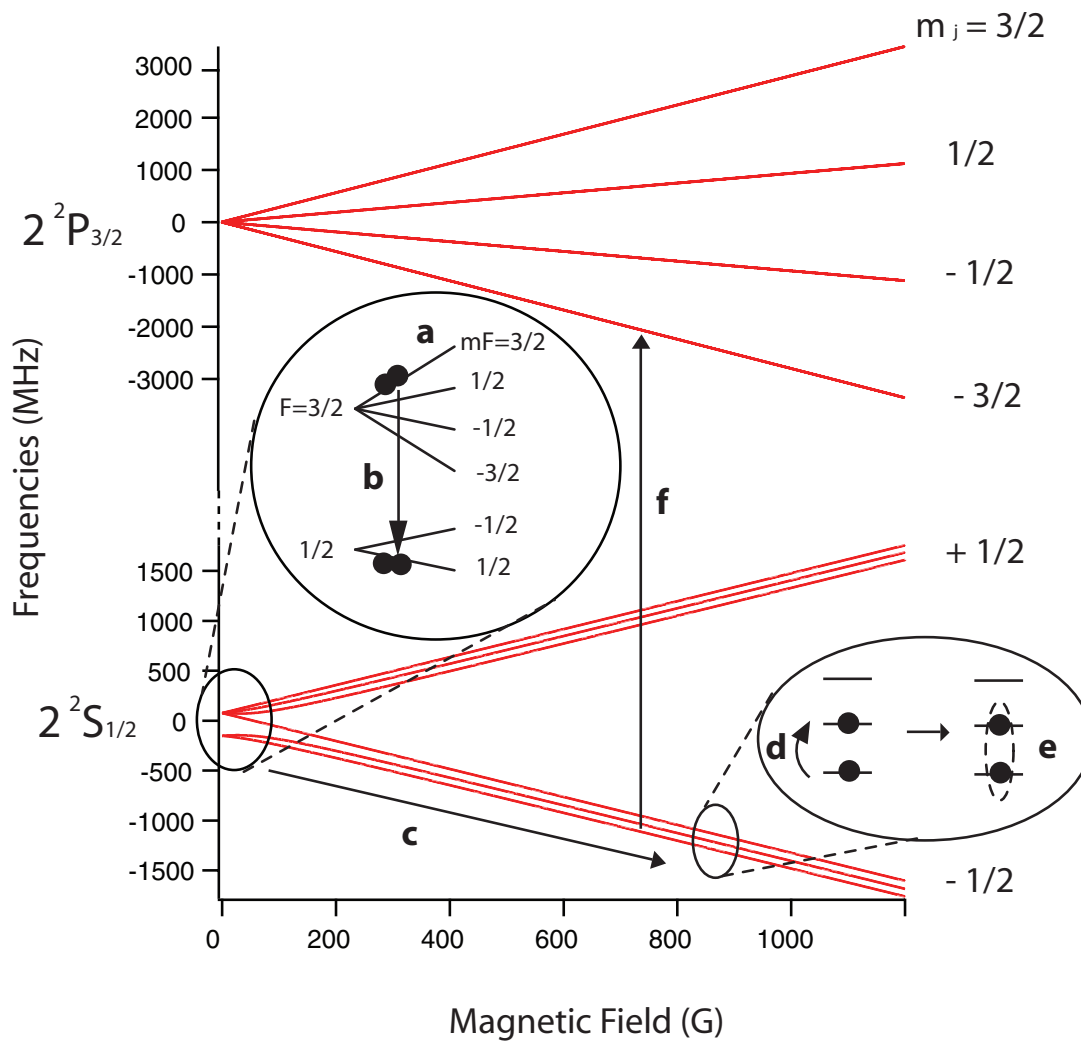 m j = 3/2
3000
2000
1000
0
-1000
-2000
-3000
2 ²P3/2
1/2
- 1/2
- 3/2
Frequencies (MHz)
a
mF=3/2
1/2
F=3/2
-1/2
-3/2
b
-1/2
1/2
1/2
f
1500
1000
500
0
-500
-1000
-1500
2 ²S1/2
+ 1/2
- 1/2
c
d
e
0
200
400
600
800
1000
Magnetic Field (G)